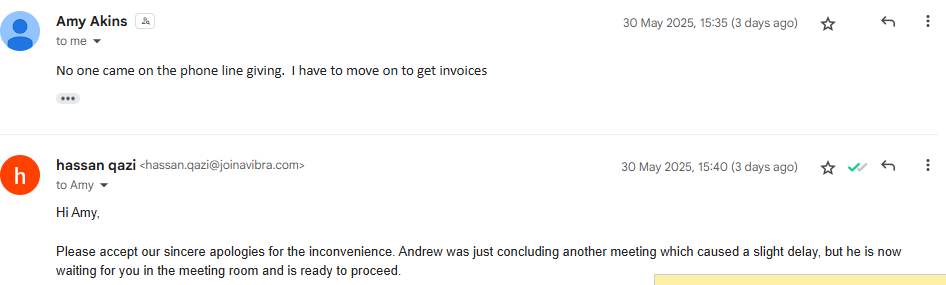 Amy Akins
30 May 2025, 15:35 (3 days ago)
to me
No one came on the phone line giving.  I have to move on to get invoices
h
hassan qazi <hassan.qazi@joinavibra.com>
30 May 2025, 15:40 (3 days ago)
to Amy
Hi Amy,
Please accept our sincere apologies for the inconvenience. Andrew was just concluding another meeting which caused a slight delay, but he is now
waiting for you in the meeting room and is ready to proceed.